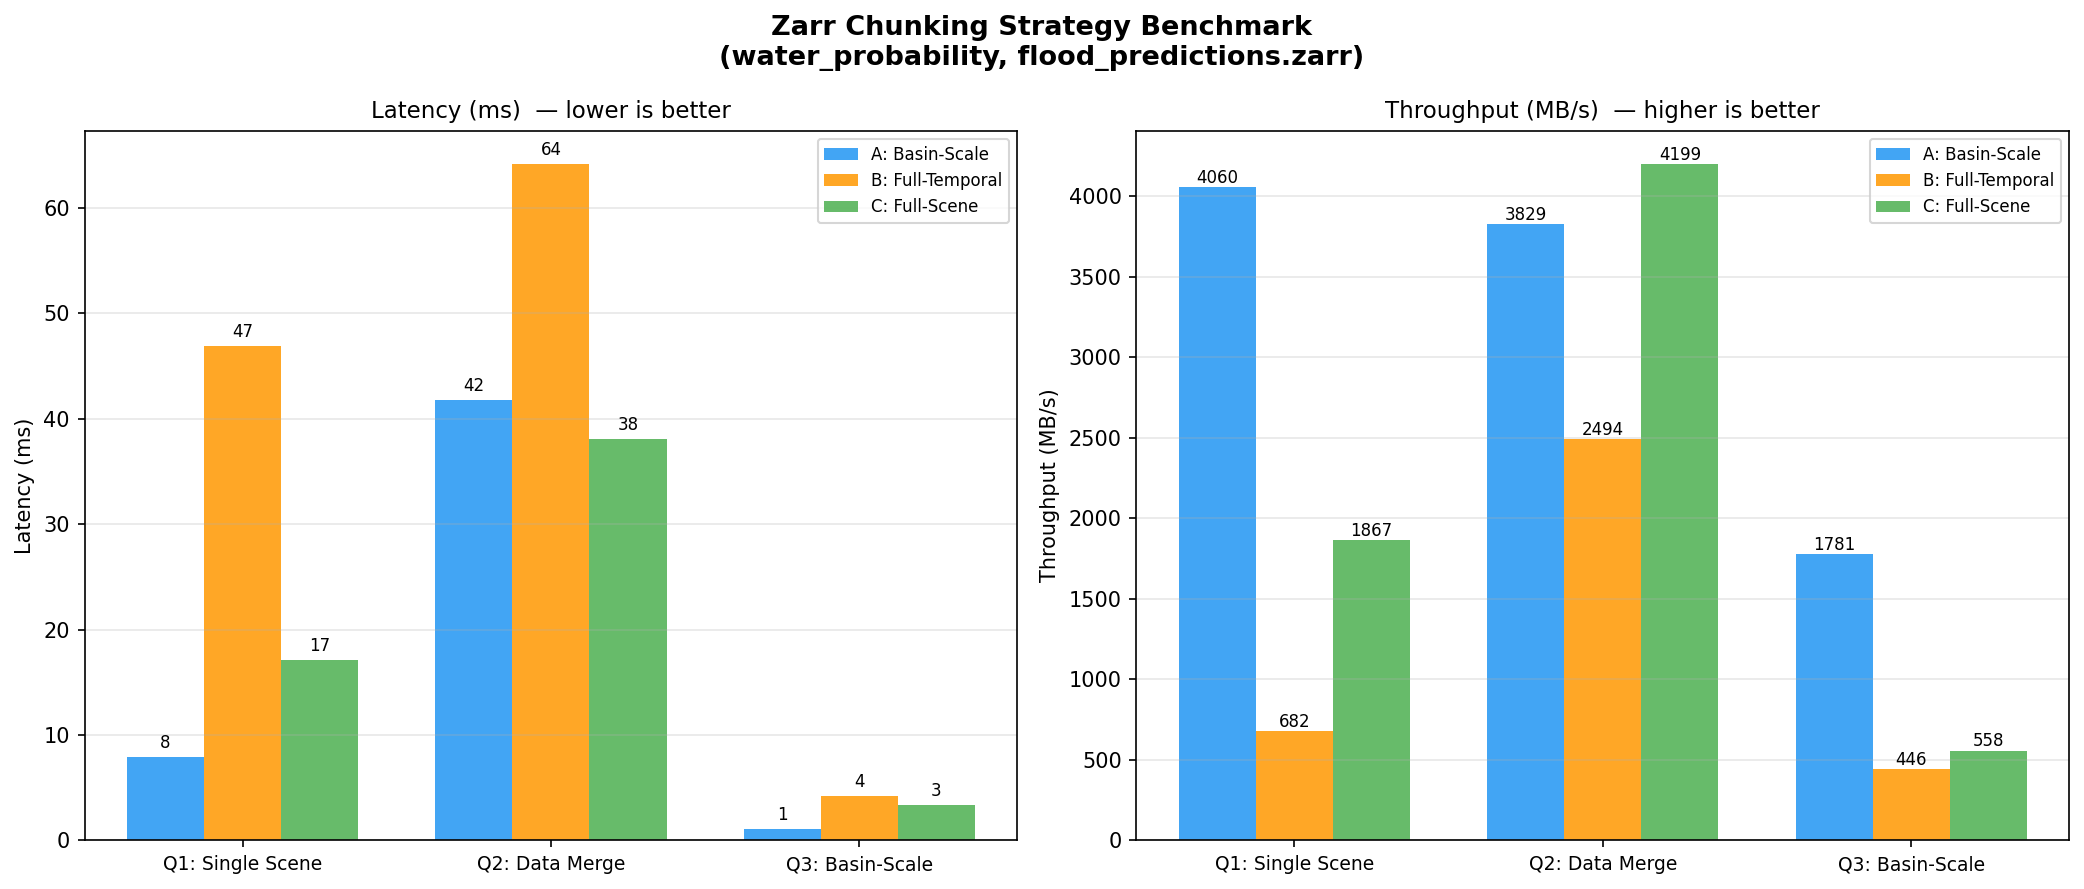 Zarr Chunking Strategy Benchmark
(water_probability, flood_predictions.zarr)
Latency (ms)  — lower is better
A: Basin-Scale
B: Full-Temporal
C: Full-Scene
Latency (ms)
60
50
40
30
20
10
0
8
47
17
42
64
38
1
4
3
Q1: Single Scene
Q2: Data Merge
Q3: Basin-Scale
Throughput (MB/s)  — higher is better
A: Basin-Scale
B: Full-Temporal
C: Full-Scene
Throughput (MB/s)
4000
3500
3000
2500
2000
1500
1000
500
0
4060
682
1867
3829
2494
4199
1781
446
558
Q1: Single Scene
Q2: Data Merge
Q3: Basin-Scale